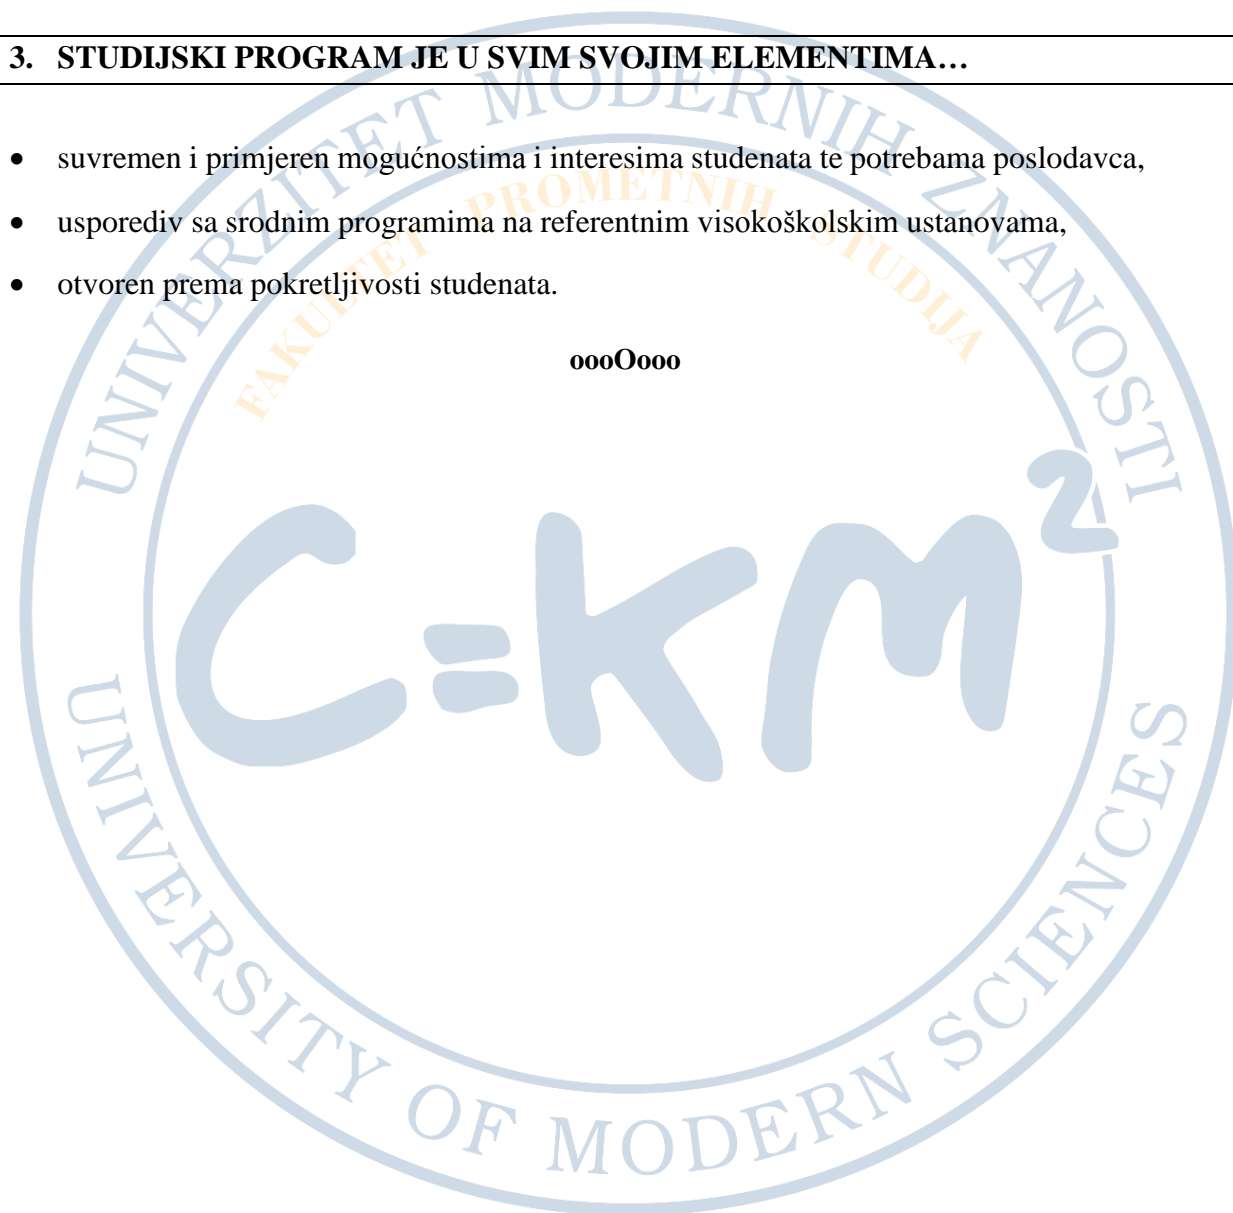 3. STUDIJSKI PROGRAM JE U SVIM SVOJIM ELEMENTIMA…
• suvremen i primjeren mogućnostima i interesima studenata te potrebama poslodavca,
• usporediv sa srodnim programima na referentnim visokoškolskim ustanovama,
• otvoren prema pokretljivosti studenata.
oooOooo
UNIVERZITET MODERNIH ZNANOSTI
FAKULTET PROMETNIH STUDIJA
C=KM²
UNIVERSITY OF MODERN SCIENCES